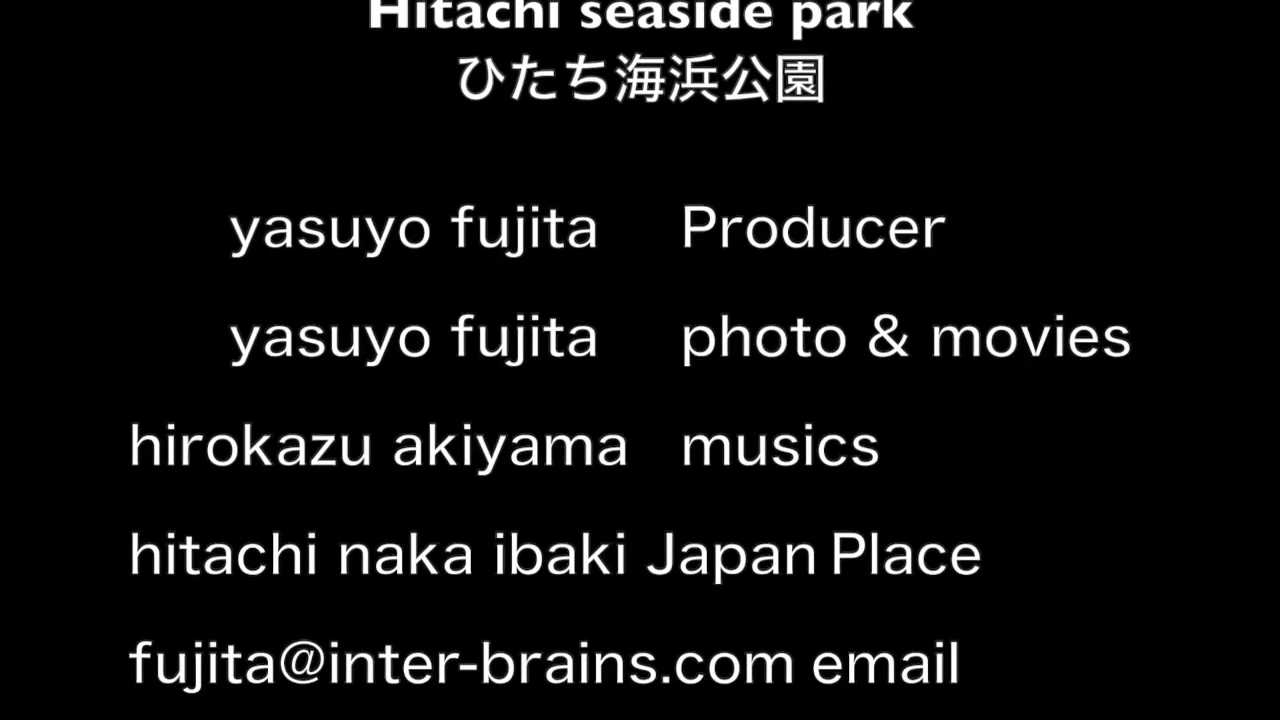 Hitachi seaside park
ひたち海浜公園
yasuyo fujita Producer
yasuyo fujita photo & movies
hirokazu akiyama musics
hitachi naka ibaki Japan Place
fujita@inter-brains.com email